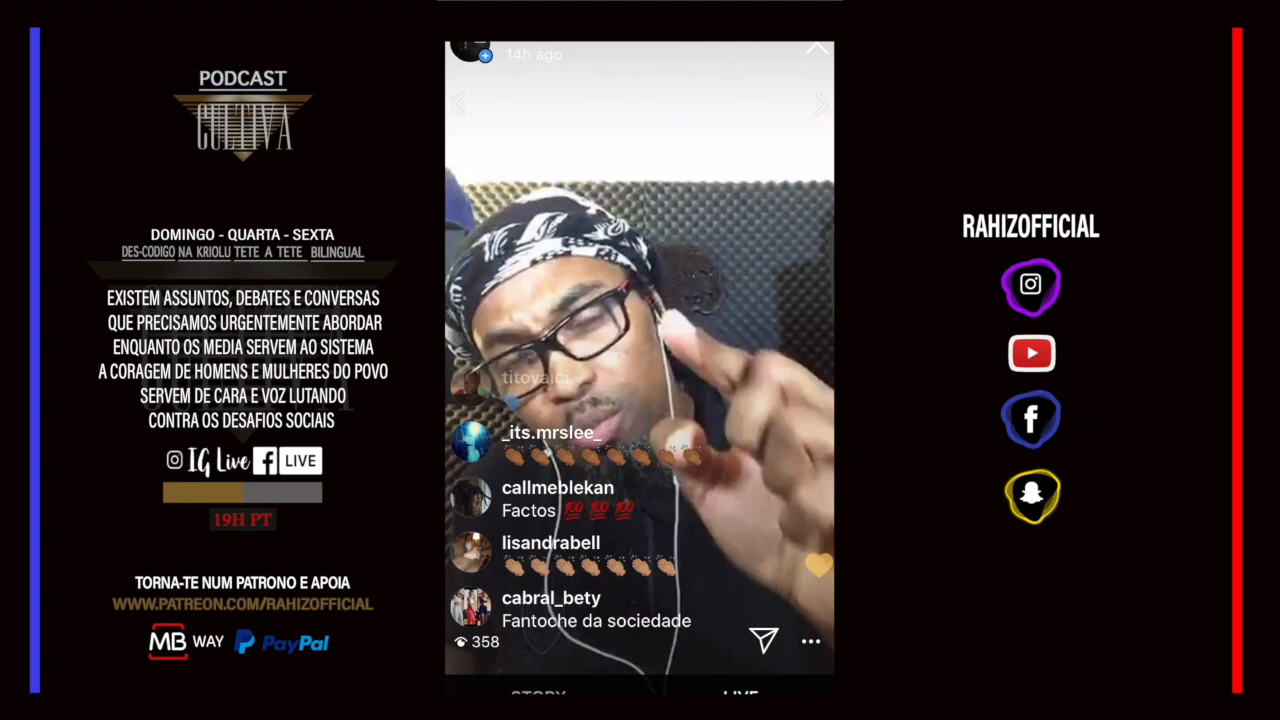 PODCAST
CULTIVA
DOMINGO - QUARTA - SEXTA
DES-CODIGO NA KRIOLU TETE A TETE BILINGUAL
EXISTEM ASSUNTOS, DEBATES E CONVERSAS
QUE PRECISAMOS URGENTEMENTE ABORDAR
ENQUANTO OS MEDIA SERVEM AO SISTEMA
A CORAGEM DE HOMENS E MULHERES DO POVO
SERVEM DE CARA E VOZ LUTANDO
CONTRA OS DESAFIOS SOCIAIS
IG Live f LIVE
19H PT
TORNA-TE NUM PATRONO E APOIA
WWW.PATREON.COM/RAHIZOFFICIAL
MB WAY PayPal
14h ago
titovalci
_its.mrslee_
👏🏾👏🏾👏🏾👏🏾👏🏾👏🏾👏🏾👏🏾
callmeblekan
Factos 💯 💯 💯
lisandrabell
👏🏾👏🏾👏🏾👏🏾👏🏾👏🏾👏🏾
cabral_bety
Fantoche da sociedade
358
STORY LIVE
RAHIZOFFICIAL